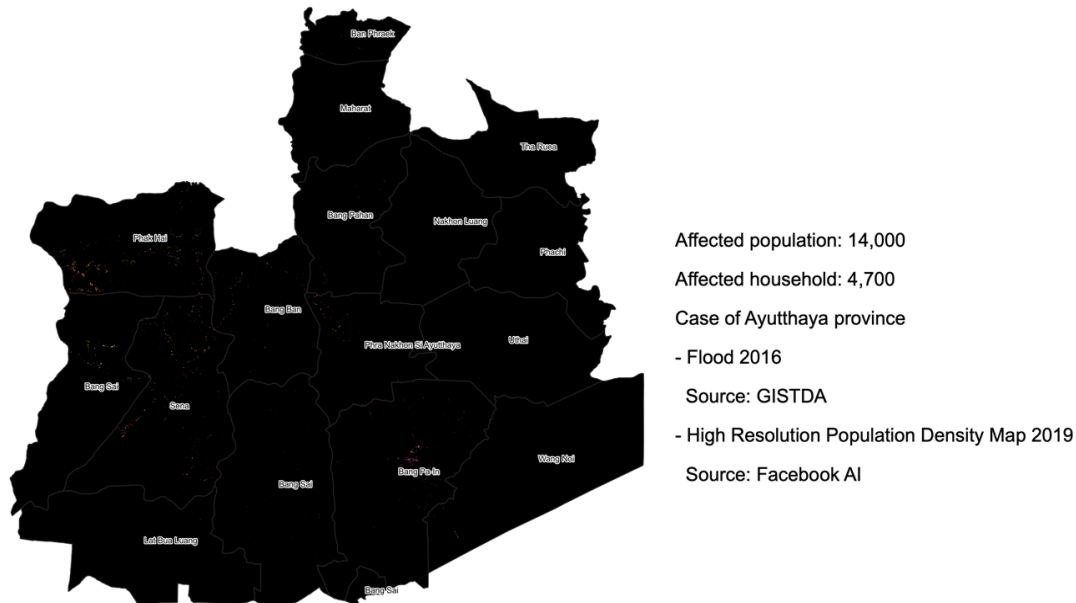 Ban Phraek
Maharat
Tha Ruea
Bang Pahan
Nakhon Luang
Phak Hai
Phachi
Bang Ban
Phra Nakhon Si Ayutthaya
Uthai
Bang Sai
Sena
Bang Pa-In
Wang Noi
Bang Sai
Lat Bua Luang
Bang Sai
Affected population: 14,000
Affected household: 4,700
Case of Ayutthaya province
- Flood 2016
Source: GISTDA
- High Resolution Population Density Map 2019
Source: Facebook AI